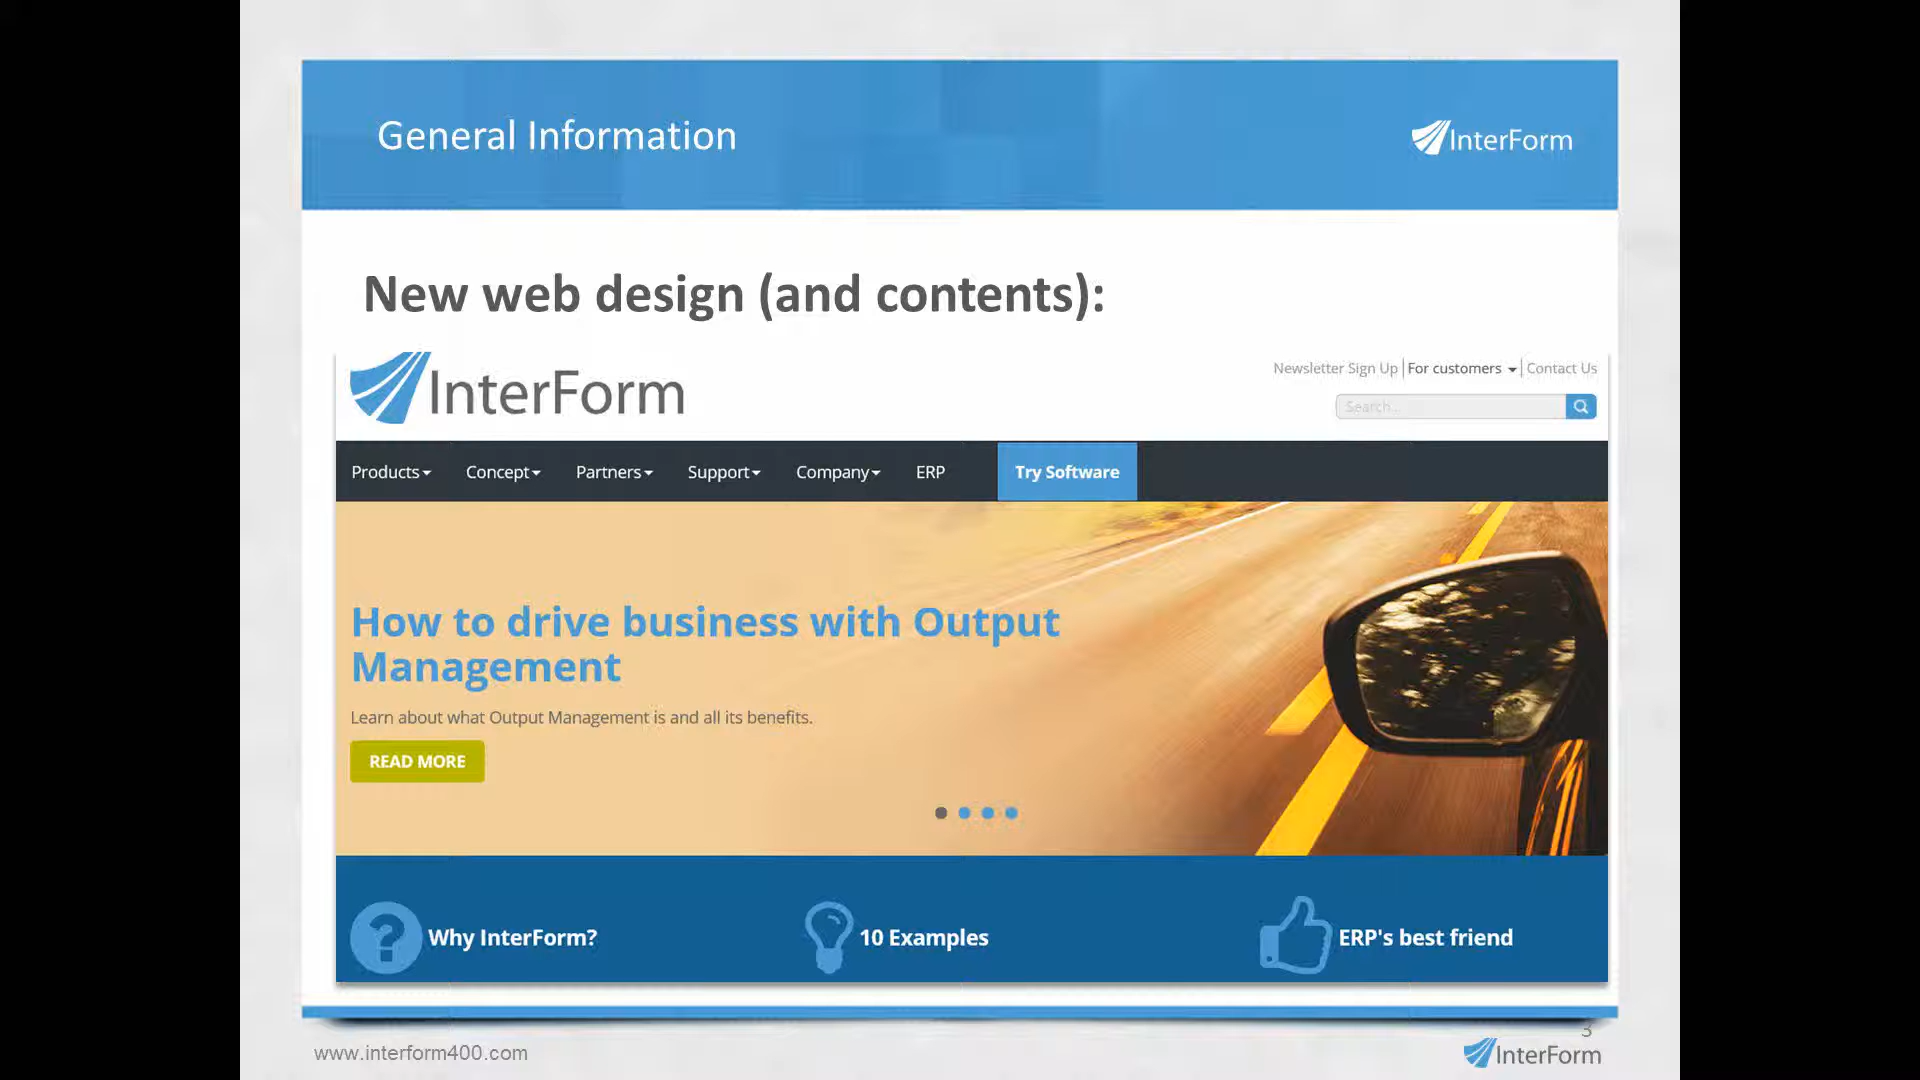 General Information
InterForm
New web design (and contents):
InterForm
Newsletter Sign Up For customers Contact Us
Search...
Products Concept Partners Support Company ERP Try Software
How to drive business with Output
Management
Learn about what Output Management is and all its benefits.
READ MORE
Why InterForm? 10 Examples ERP's best friend
3
www.interform400.com
InterForm